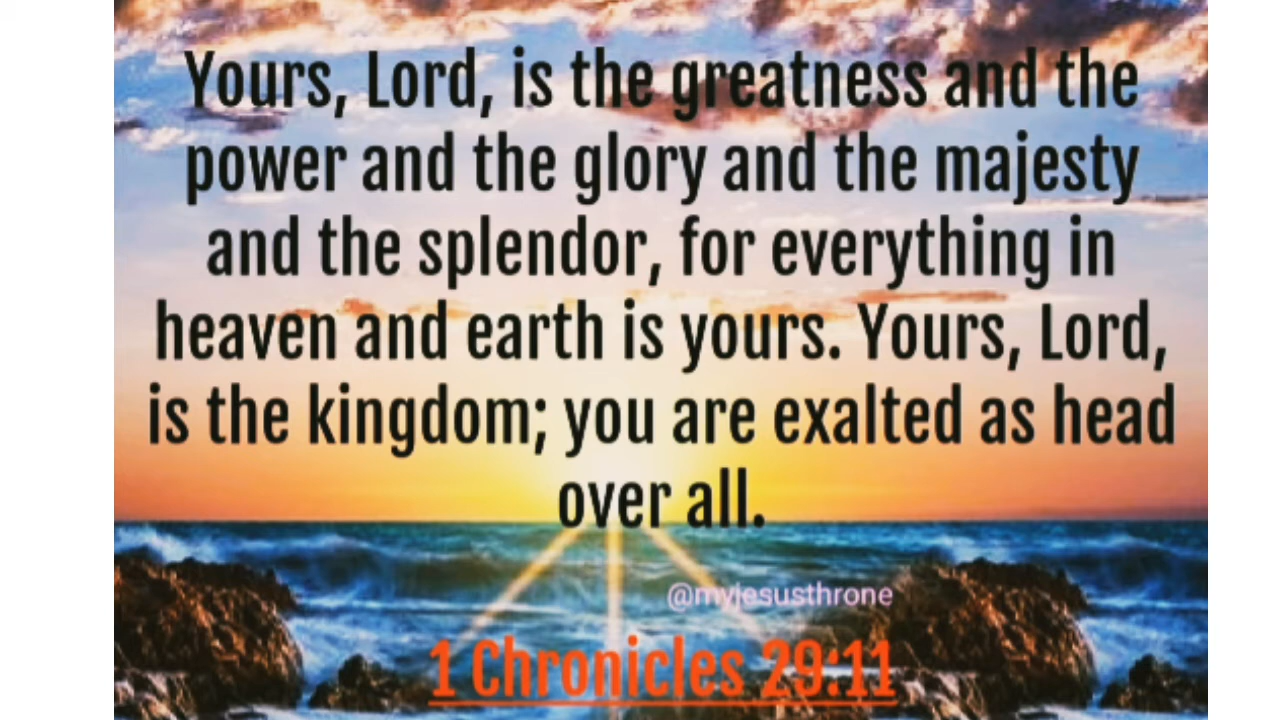 Yours, Lord, is the greatness and the
power and the glory and the majesty
and the splendor, for everything in
heaven and earth is yours. Yours, Lord,
is the kingdom; you are exalted as head
over all.
@myjesusthrone
1 Chronicles 29:11